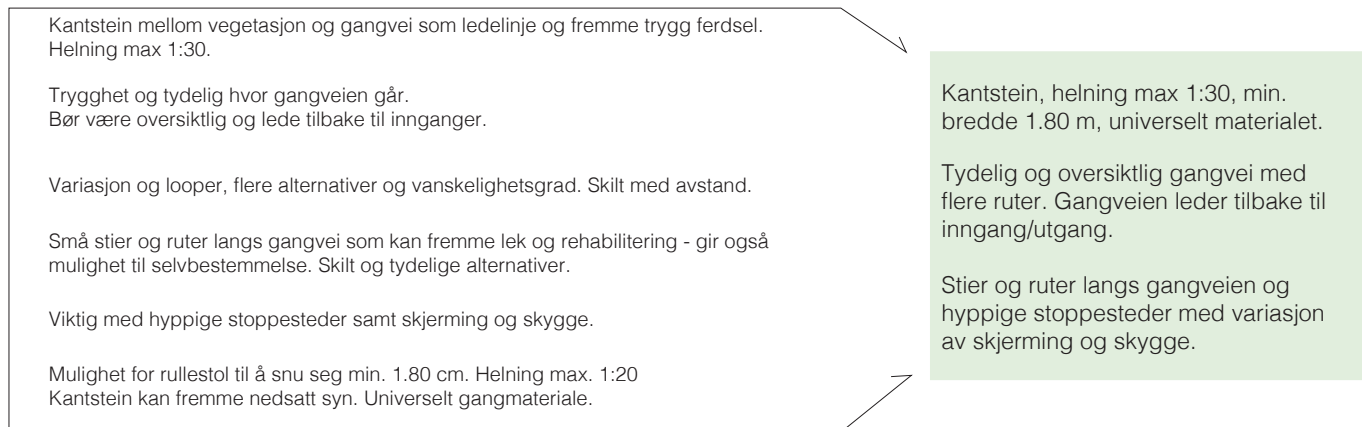 Kantstein mellom vegetasjon og gangvei som ledelinje og fremme trygg ferdsel.
Helning max 1:30.
Trygghet og tydelig hvor gangveien går.
Bør være oversiktlig og lede tilbake til innganger.
Variasjon og looper, flere alternativer og vanskelighetsgrad. Skilt med avstand.
Små stier og ruter langs gangvei som kan fremme lek og rehabilitering - gir også
mulighet til selvbestemmelse. Skilt og tydelige alternativer.
Viktig med hyppige stoppesteder samt skjerming og skygge.
Mulighet for rullestol til å snu seg min. 1.80 cm. Helning max. 1:20
Kantstein kan fremme nedsatt syn. Universelt gangmateriale.
Kantstein, helning max 1:30, min.
bredde 1.80 m, universelt materialet.
Tydelig og oversiktlig gangvei med
flere ruter. Gangveien leder tilbake til
inngang/utgang.
Stier og ruter langs gangveien og
hyppige stoppesteder med variasjon
av skjerming og skygge.